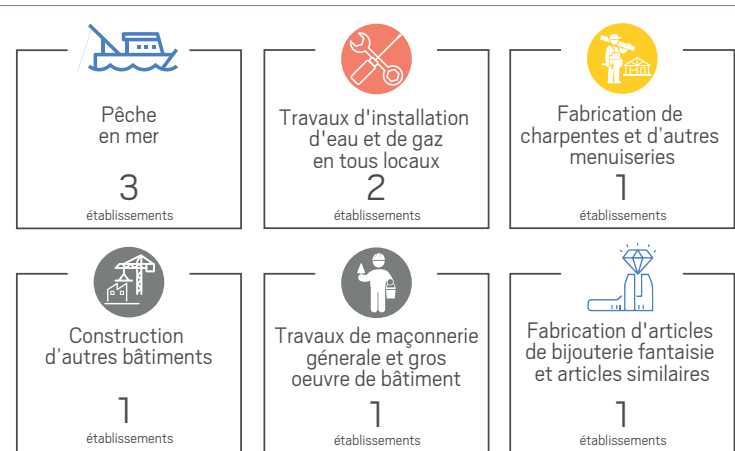 Pêche
en mer
3
établissements
Travaux d'installation
d'eau et de gaz
en tous locaux
2
établissements
Fabrication de
charpentes et d'autres
menuiseries
1
établissements
Construction
d'autres bâtiments
1
établissements
Travaux de maçonnerie
génerale et gros
oeuvre de bâtiment
1
établissements
Fabrication d'articles
de bijouterie fantaisie
et articles similaires
1
établissements